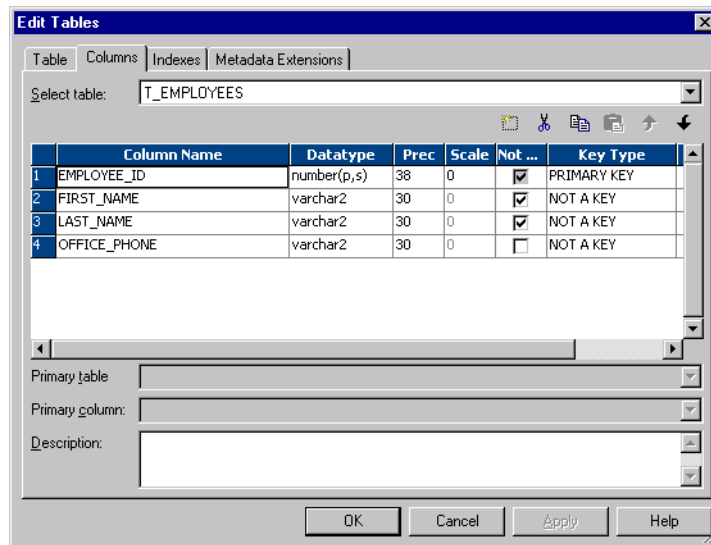 Edit Tables
Table Columns Indexes Metadata Extensions
Select table: T_EMPLOYEES
Column Name Datatype Prec Scale Not ... Key Type
1 EMPLOYEE_ID number(p,s) 38 0 PRIMARY KEY
2 FIRST_NAME varchar2 30 0 NOT A KEY
3 LAST_NAME varchar2 30 0 NOT A KEY
4 OFFICE_PHONE varchar2 30 0 NOT A KEY
Primary table
Primary column:
Description:
OK Cancel Apply Help